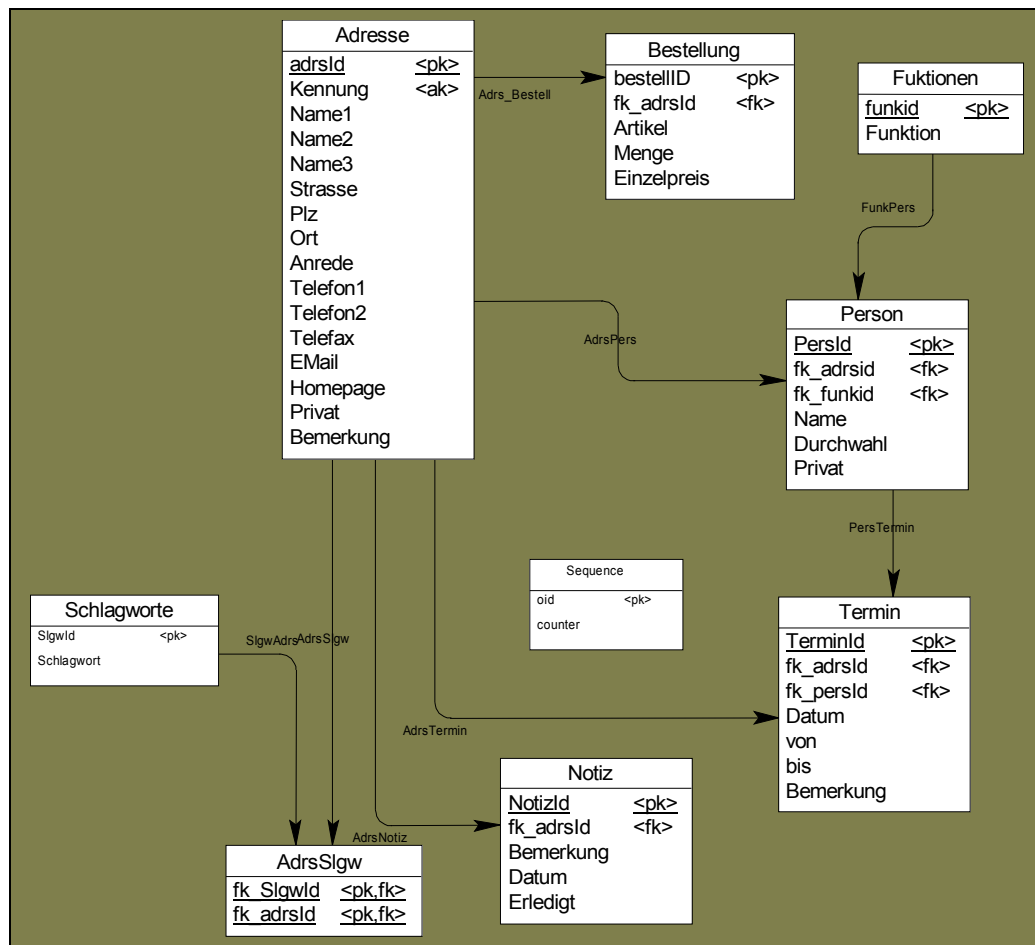 Adresse
adrsId <pk>
Kennung <ak>
Name1
Name2
Name3
Strasse
Plz
Ort
Anrede
Telefon1
Telefon2
Telefax
EMail
Homepage
Privat
Bemerkung
Adrs_Bestell
Bestellung
bestellID <pk>
fk_adrsId <fk>
Artikel
Menge
Einzelpreis
Fuktionen
funkid <pk>
Funktion
FunkPers
AdrsPers
Person
PersId <pk>
fk_adrsid <fk>
fk_funkid <fk>
Name
Durchwahl
Privat
PersTermin
Sequence
oid <pk>
counter
Schlagworte
SlgwId <pk>
Schlagwort
SlgwAdrs
AdrsSlgw
Termin
TerminId <pk>
fk_adrsId <fk>
fk_persId <fk>
Datum
von
bis
Bemerkung
AdrsTermin
Notiz
NotizId <pk>
fk_adrsId <fk>
Bemerkung
Datum
Erledigt
AdrsNotiz
AdrsSlgw
fk_SlgwId <pk,fk>
fk_adrsId <pk,fk>